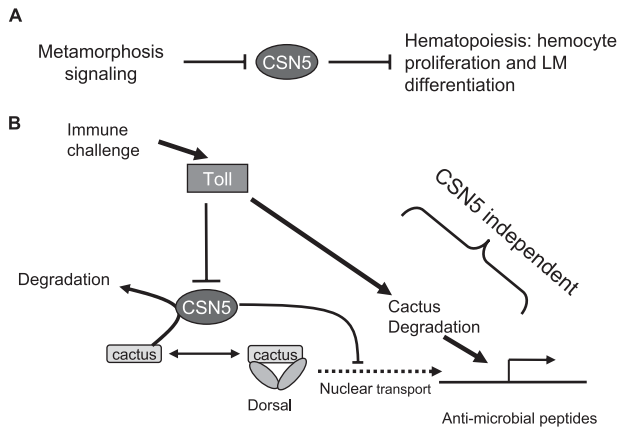 A
Metamorphosis
signaling
CSN5
Hematopoiesis: hemocyte
proliferation and LM
differentiation
B
Immune
challenge
Toll
CSN5 independent
Degradation
CSN5
Cactus
Degradation
cactus
cactus
Nuclear transport
Dorsal
Anti-microbial peptides